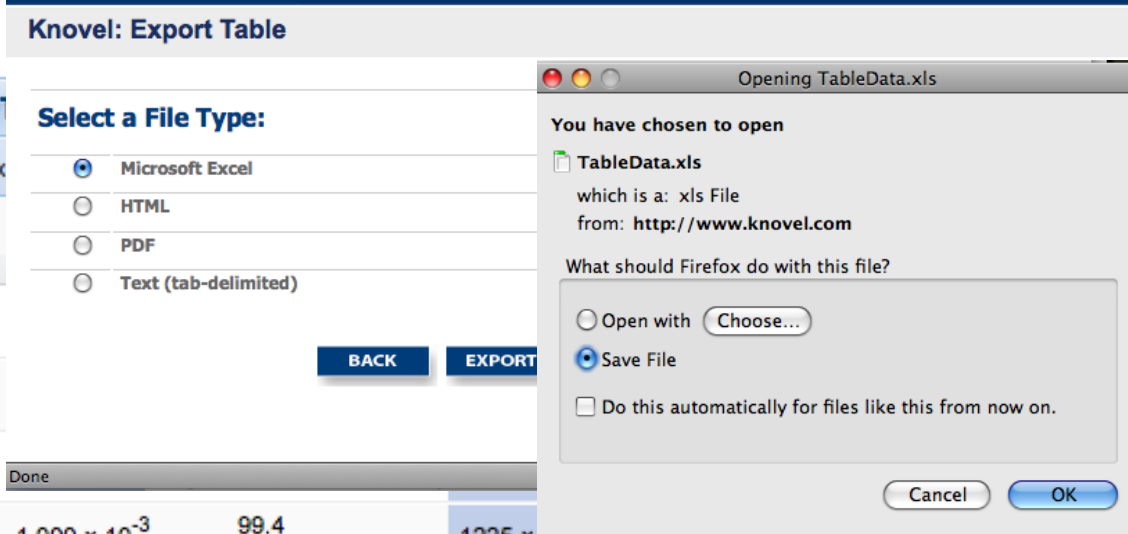 Knovel: Export Table
Select a File Type:
Microsoft Excel
HTML
PDF
Text (tab-delimited)
BACK
EXPORT
Done
99.4
Opening TableData.xls
You have chosen to open
TableData.xls
which is a: xls File
from: http://www.knovel.com
What should Firefox do with this file?
Open with Choose...
Save File
Do this automatically for files like this from now on.
Cancel
OK